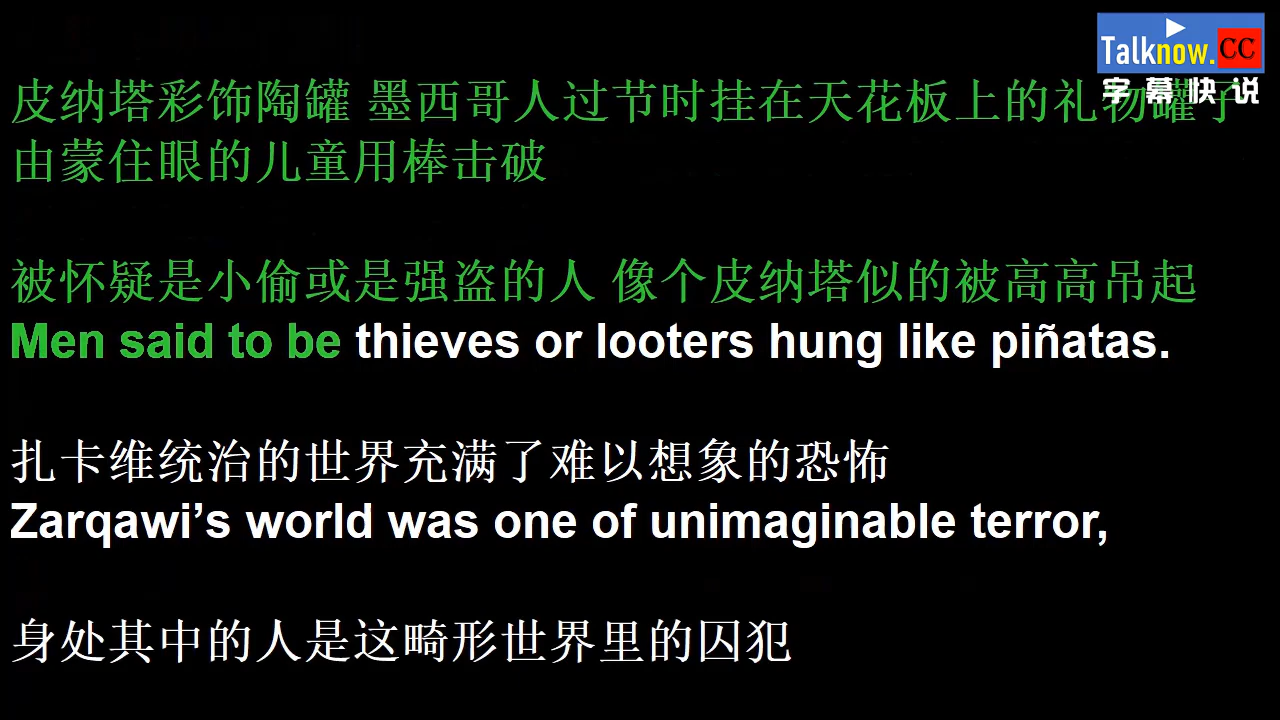 Talknow.CC
字幕快说
皮纳塔彩饰陶罐 墨西哥人过节时挂在天花板上的礼物罐子
由蒙住眼的儿童用棒击破
被怀疑是小偷或是强盗的人 像个皮纳塔似的被高高吊起
Men said to be thieves or looters hung like piñatas.
扎卡维统治的世界充满了难以想象的恐怖
Zarqawi’s world was one of unimaginable terror,
身处其中的人是这畸形世界里的囚犯